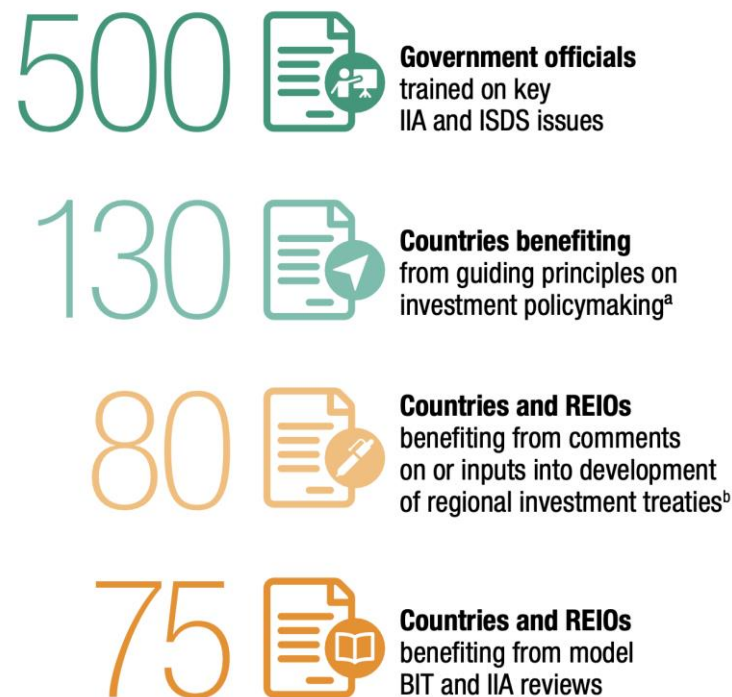 500
Government officials
trained on key
IIA and ISDS issues
130
Countries benefiting
from guiding principles on
investment policymakingᵃ
80
Countries and REIOs
benefiting from comments
on or inputs into development
of regional investment treatiesᵇ
75
Countries and REIOs
benefiting from model
BIT and IIA reviews